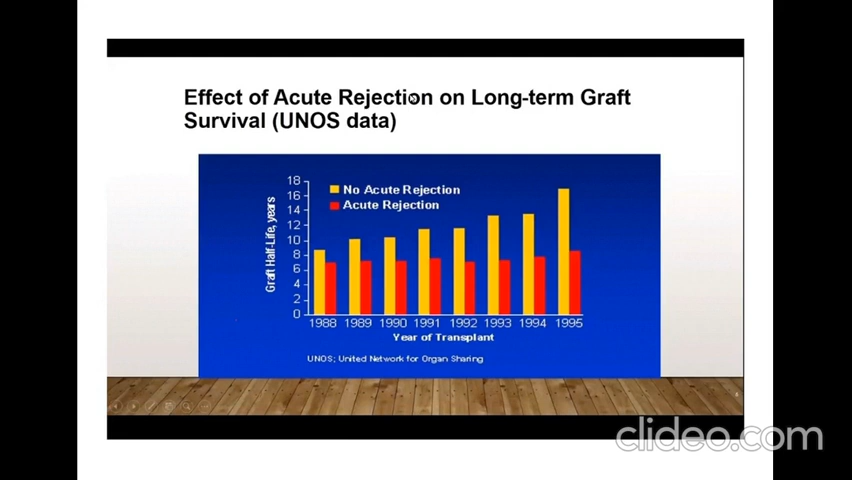 Effect of Acute Rejection on Long-term Graft
Survival (UNOS data)
No Acute Rejection
Acute Rejection
Graft Half-Life, years
18
16
14
12
10
8
6
4
2
0
1988 1989 1990 1991 1992 1993 1994 1995
Year of Transplant
UNOS; United Network for Organ Sharing
8
clideo.com